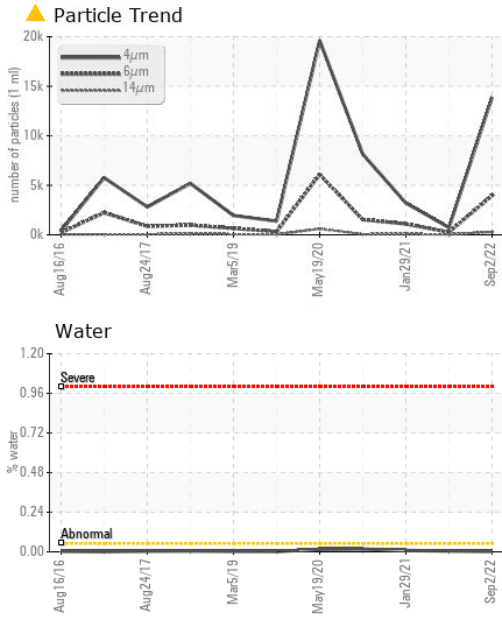 Particle Trend
20k
15k
10k
5k
0k
number of particles (1 ml)
4μm
6μm
14μm
Aug16/16
Aug24/17
Mar5/19
May19/20
Jan29/21
Sep2/22
Water
1.20
0.96
0.72
0.48
0.24
0.00
% water
Severe
Abnormal
Aug16/16
Aug24/17
Mar5/19
May19/20
Jan29/21
Sep2/22